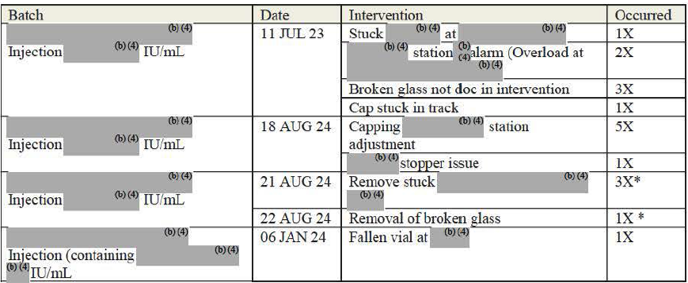 Batch Date Intervention Occurred
(b) (4) 11 JUL 23 Stuck (b) (4) at (b) (4) 1X
Injection (b) (4) IU/mL
(b) (4) station (b) (4) alarm (Overload at 2X
(b) (4)
Broken glass not doc in intervention 3X
Cap stuck in track 1X
(b) (4) 18 AUG 24 Capping (b) (4) station 5X
Injection (b) (4) IU/mL adjustment
(b) (4) stopper issue 1X
(b) (4) 21 AUG 24 Remove stuck (b) (4) 3X*
Injection (b) (4) IU/mL (b) (4)
22 AUG 24 Removal of broken glass 1X *
(b) (4) 06 JAN 24 Fallen vial at (b) (4) 1X
Injection (containing (b) (4)
(b) (4) IU/mL